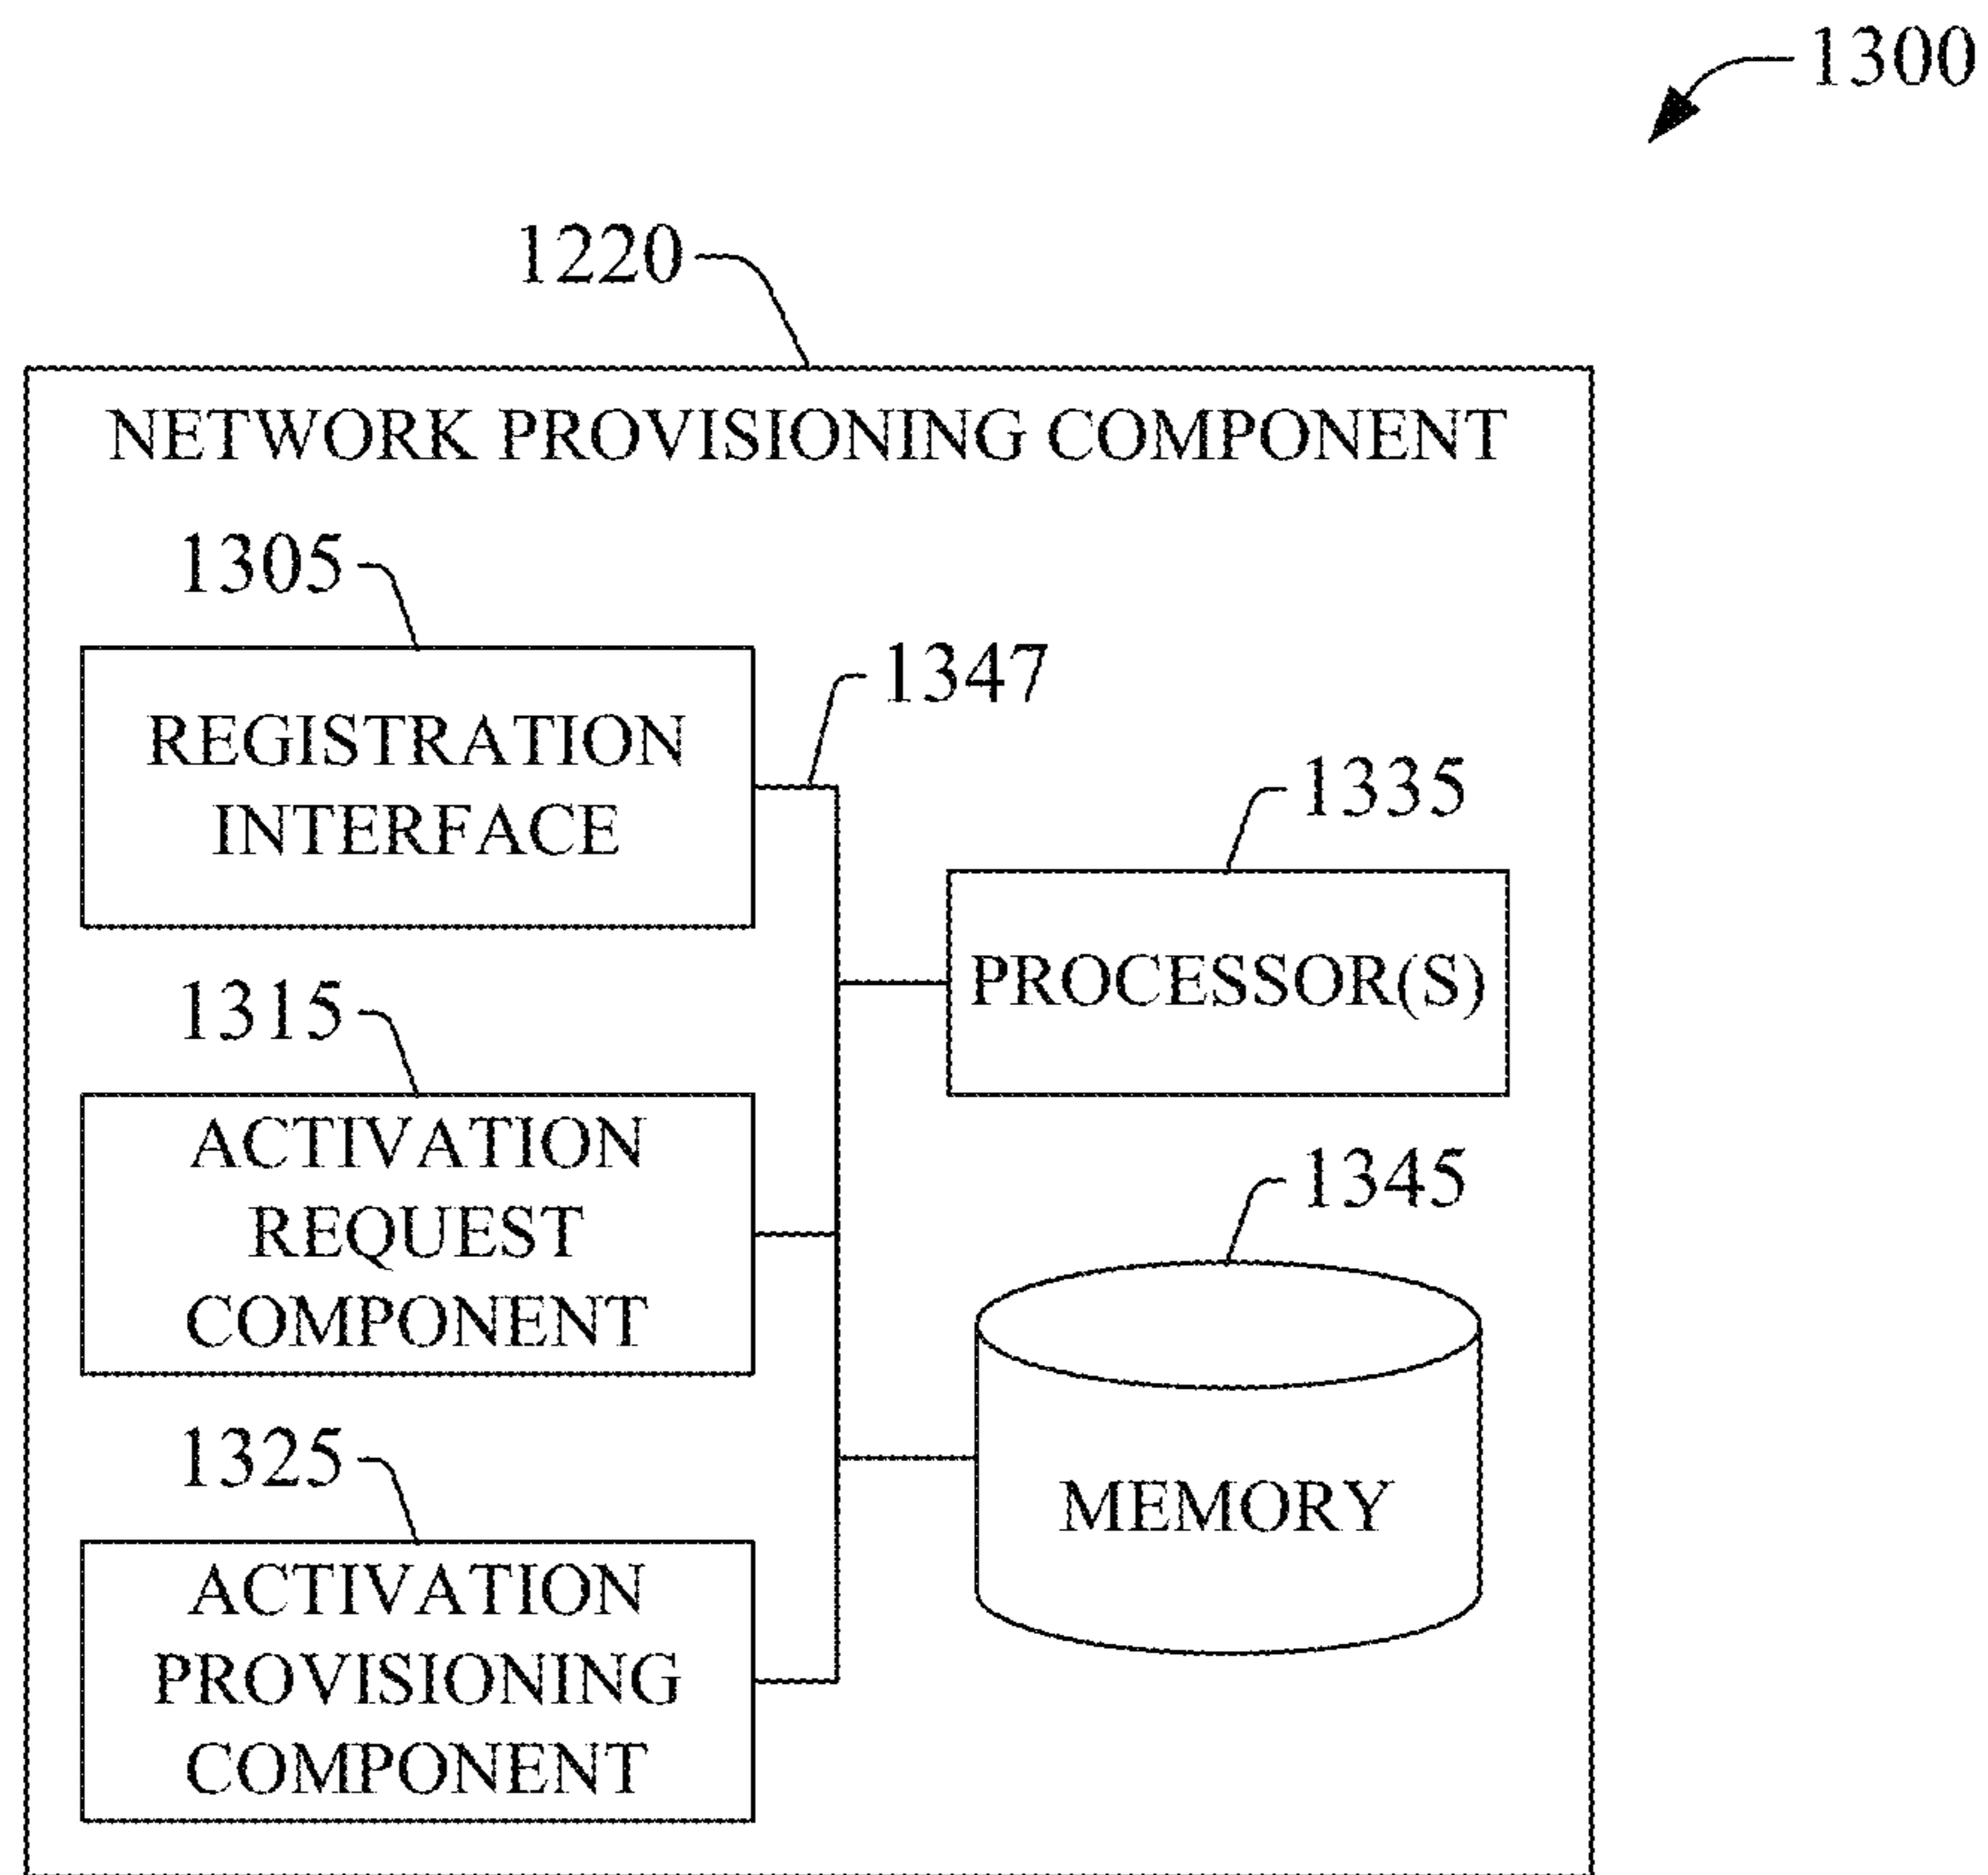 1300
1220
NETWORK PROVISIONING COMPONENT
1305
REGISTRATION
INTERFACE
1347
1335
PROCESSOR(S)
1315
ACTIVATION
REQUEST
COMPONENT
1345
MEMORY
1325
ACTIVATION
PROVISIONING
COMPONENT